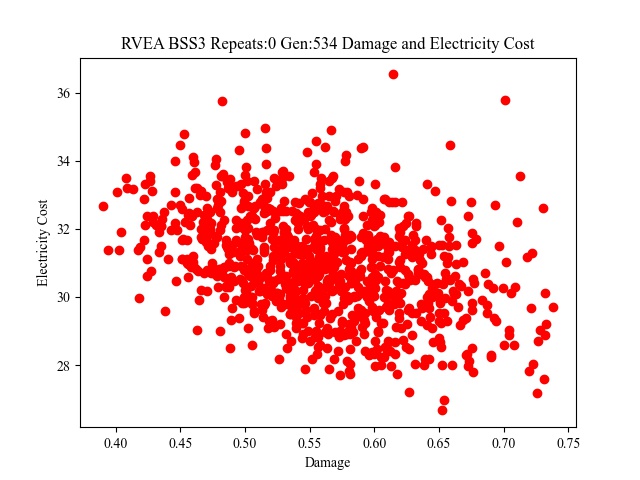 RVEA BSS3 Repeats:0 Gen:534 Damage and Electricity Cost
36
34
32
30
28
Electricity Cost
0.40 0.45 0.50 0.55 0.60 0.65 0.70 0.75
Damage